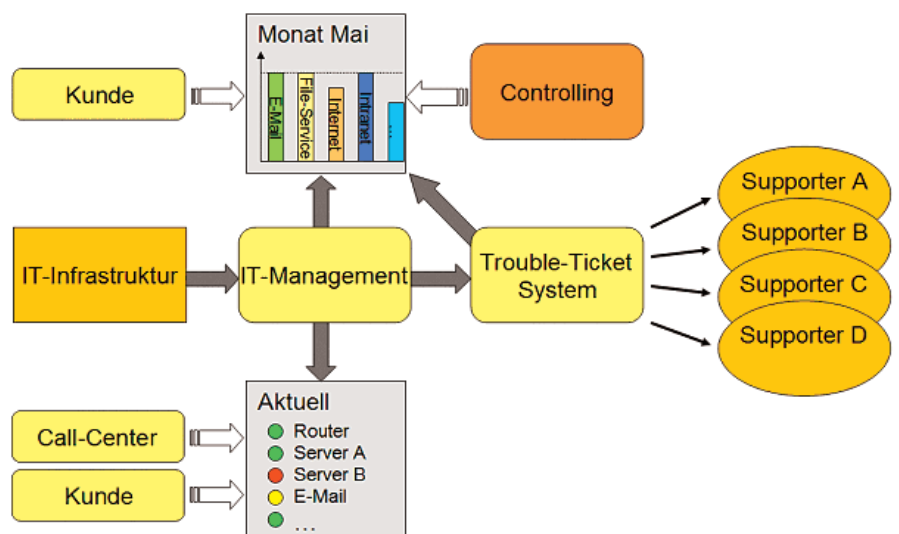 Monat Mai
Kunde
E-Mail
File-Service
Internet
Intranet
...
Controlling
IT-Infrastruktur
IT-Management
Trouble-Ticket
System
Supporter A
Supporter B
Supporter C
Supporter D
Call-Center
Kunde
Aktuell
Router
Server A
Server B
E-Mail
...